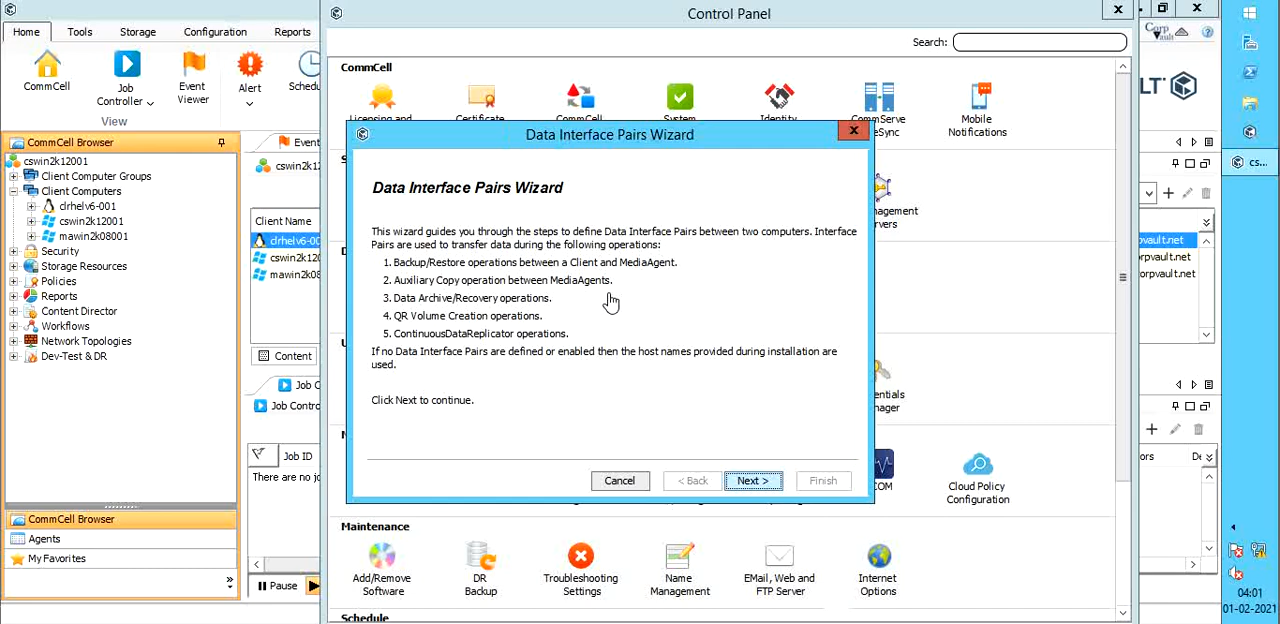 Control Panel
Home Tools Storage Configuration Reports
Search:
CommCell
Job Controller
Event Viewer
Alert
View
CommCell
Licensing and
Certificate
CommCell
System
Identity
CommServe
Mobile Notifications
CommCell Browser
cswin2k12001
Client Computer Groups
Client Computers
clrhelv6-001
cswin2k12001
mawin2k08001
Security
Storage Resources
Policies
Reports
Content Director
Workflows
Network Topologies
Dev-Test & DR
CommCell Browser
Agents
My Favorites
Client Name
Content
Job ID
Pause
Data Interface Pairs Wizard
Data Interface Pairs Wizard
This wizard guides you through the steps to define Data Interface Pairs between two computers. Interface
Pairs are used to transfer data during the following operations:
1. Backup/Restore operations between a Client and MediaAgent.
2. Auxiliary Copy operation between MediaAgents.
3. Data Archive/Recovery operations.
4. QR Volume Creation operations.
5. ContinuousDataReplicator operations.
If no Data Interface Pairs are defined or enabled then the host names provided during installation are
used.
Click Next to continue.
Cancel < Back Next > Finish
Cloud Policy
Configuration
Maintenance
Add/Remove
Software
DR
Backup
Troubleshooting
Settings
Name
Management
EMail, Web and
FTP Server
Internet
Options
Schedule
cs...
04:01
01-02-2021